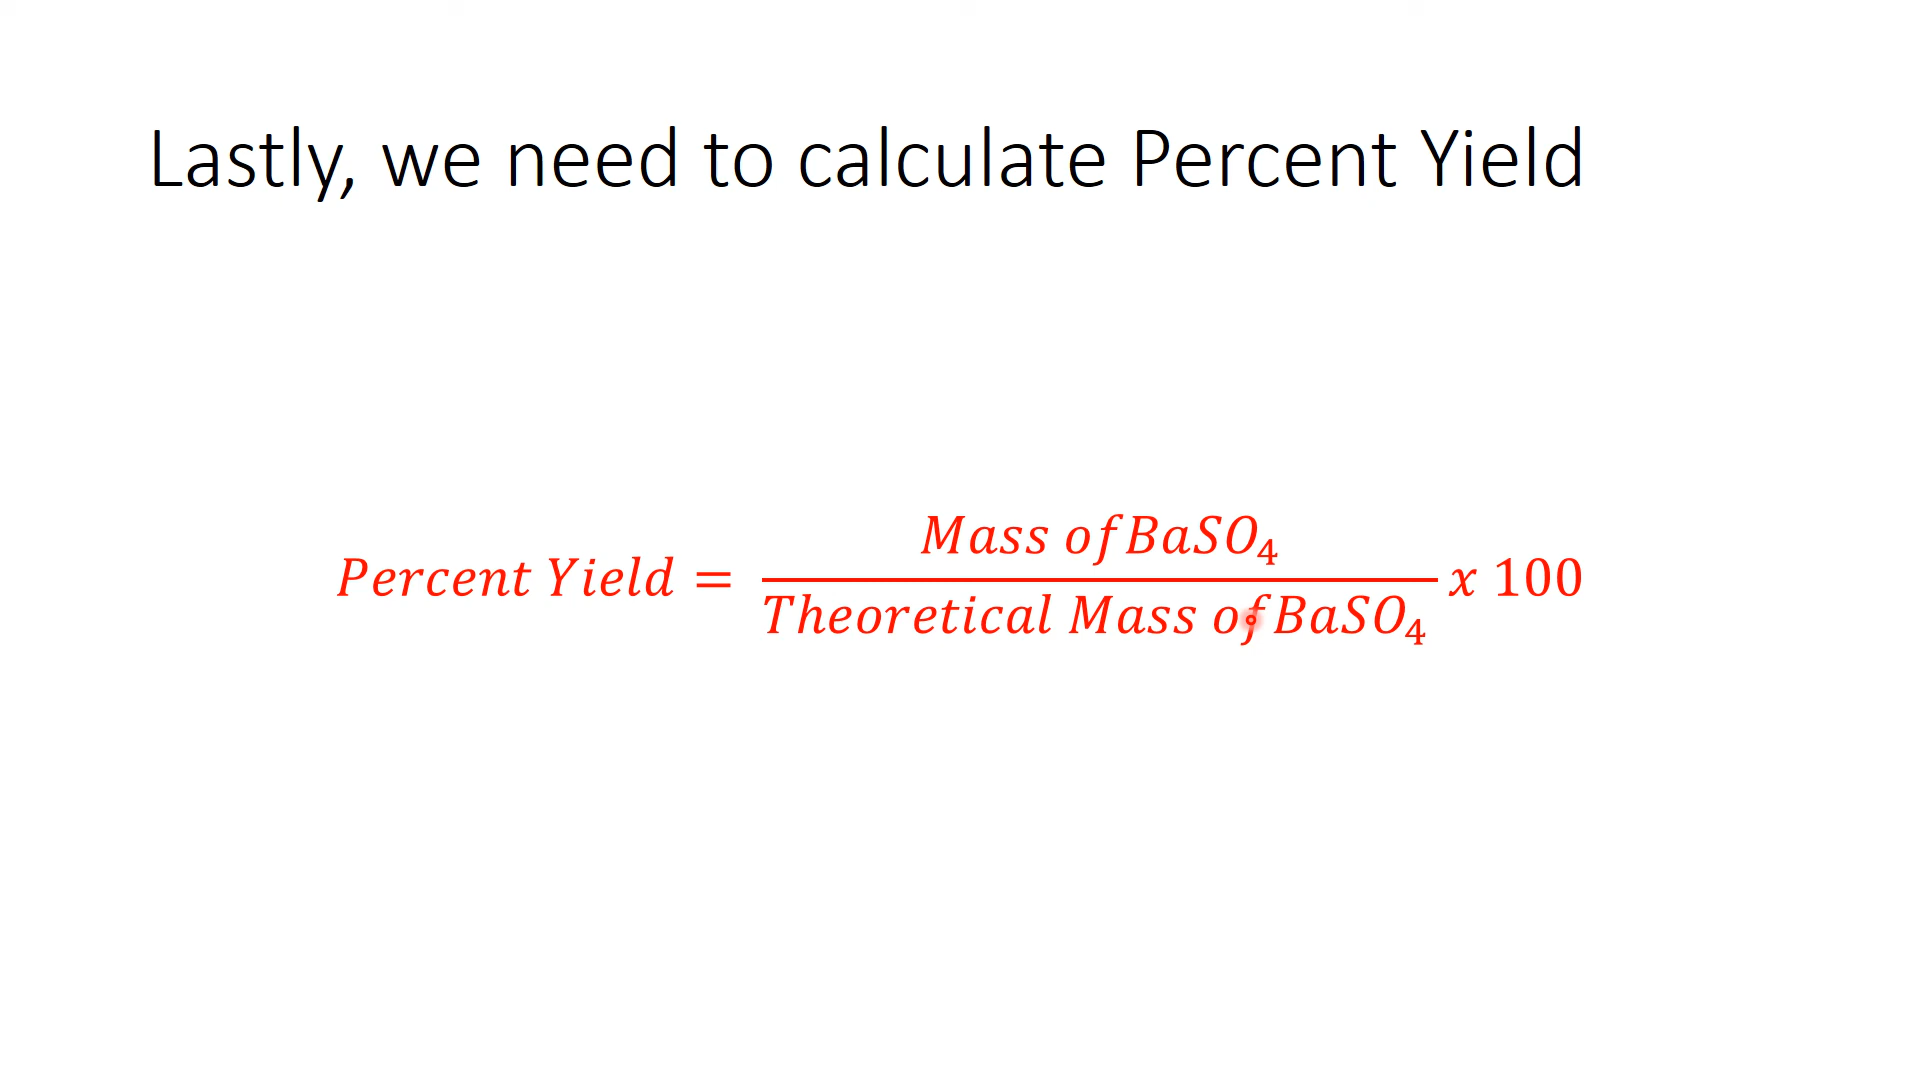 Lastly, we need to calculate Percent Yield
Percent Yield = Mass of BaSO₄ / Theoretical Mass of BaSO₄ x 100